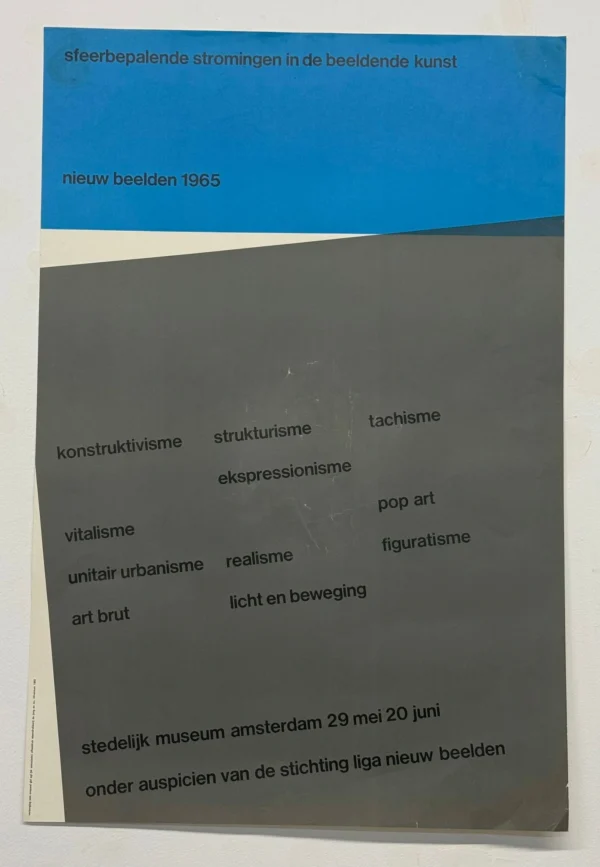 sfeerbepalende stromingen in de beeldende kunst
nieuw beelden 1965
konstruktivisme strukturisme tachisme
ekspressionisme
vitalisme pop art
unitair urbanisme realisme figuratisme
art brut licht en beweging
stedelijk museum amsterdam 29 mei 20 juni
onder auspiciën van de stichting liga nieuw beelden